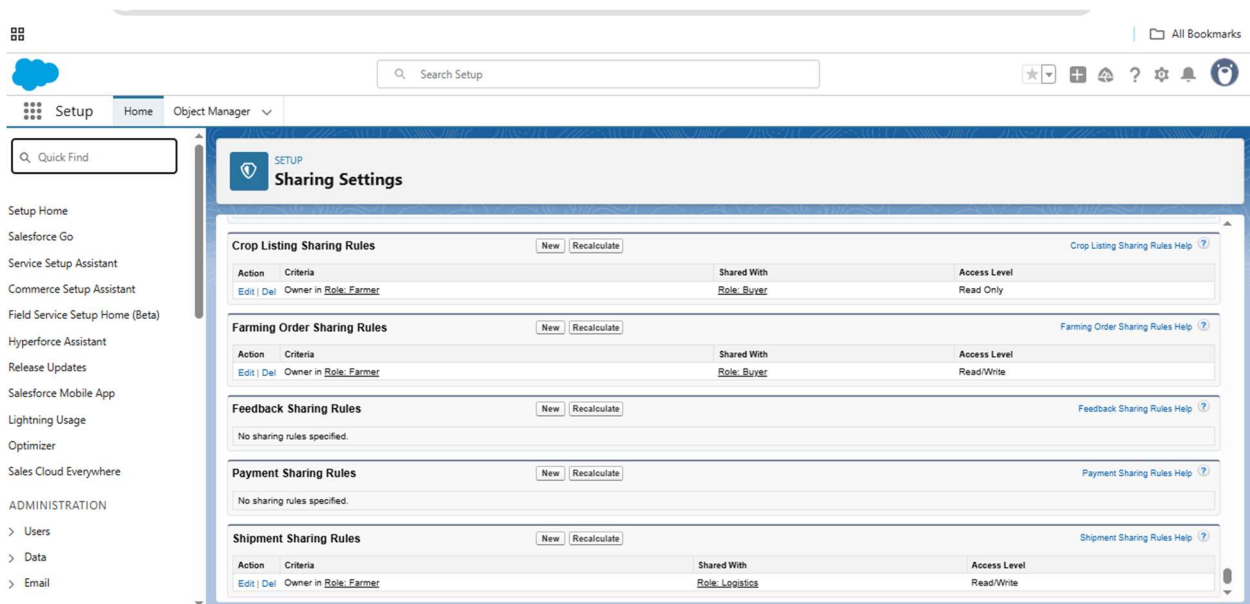 All Bookmarks
Search Setup
Setup Home Object Manager
Quick Find
Setup Home
Salesforce Go
Service Setup Assistant
Commerce Setup Assistant
Field Service Setup Home (Beta)
Hyperforce Assistant
Release Updates
Salesforce Mobile App
Lightning Usage
Optimizer
Sales Cloud Everywhere
ADMINISTRATION
> Users
> Data
> Email
SETUP
Sharing Settings
Crop Listing Sharing Rules New Recalculate Crop Listing Sharing Rules Help ?
Action Criteria Shared With Access Level
Edit | Del Owner in Role: Farmer Role: Buyer Read Only
Farming Order Sharing Rules New Recalculate Farming Order Sharing Rules Help ?
Action Criteria Shared With Access Level
Edit | Del Owner in Role: Farmer Role: Buyer Read/Write
Feedback Sharing Rules New Recalculate Feedback Sharing Rules Help ?
No sharing rules specified.
Payment Sharing Rules New Recalculate Payment Sharing Rules Help ?
No sharing rules specified.
Shipment Sharing Rules New Recalculate Shipment Sharing Rules Help ?
Action Criteria Shared With Access Level
Edit | Del Owner in Role: Farmer Role: Logistics Read/Write